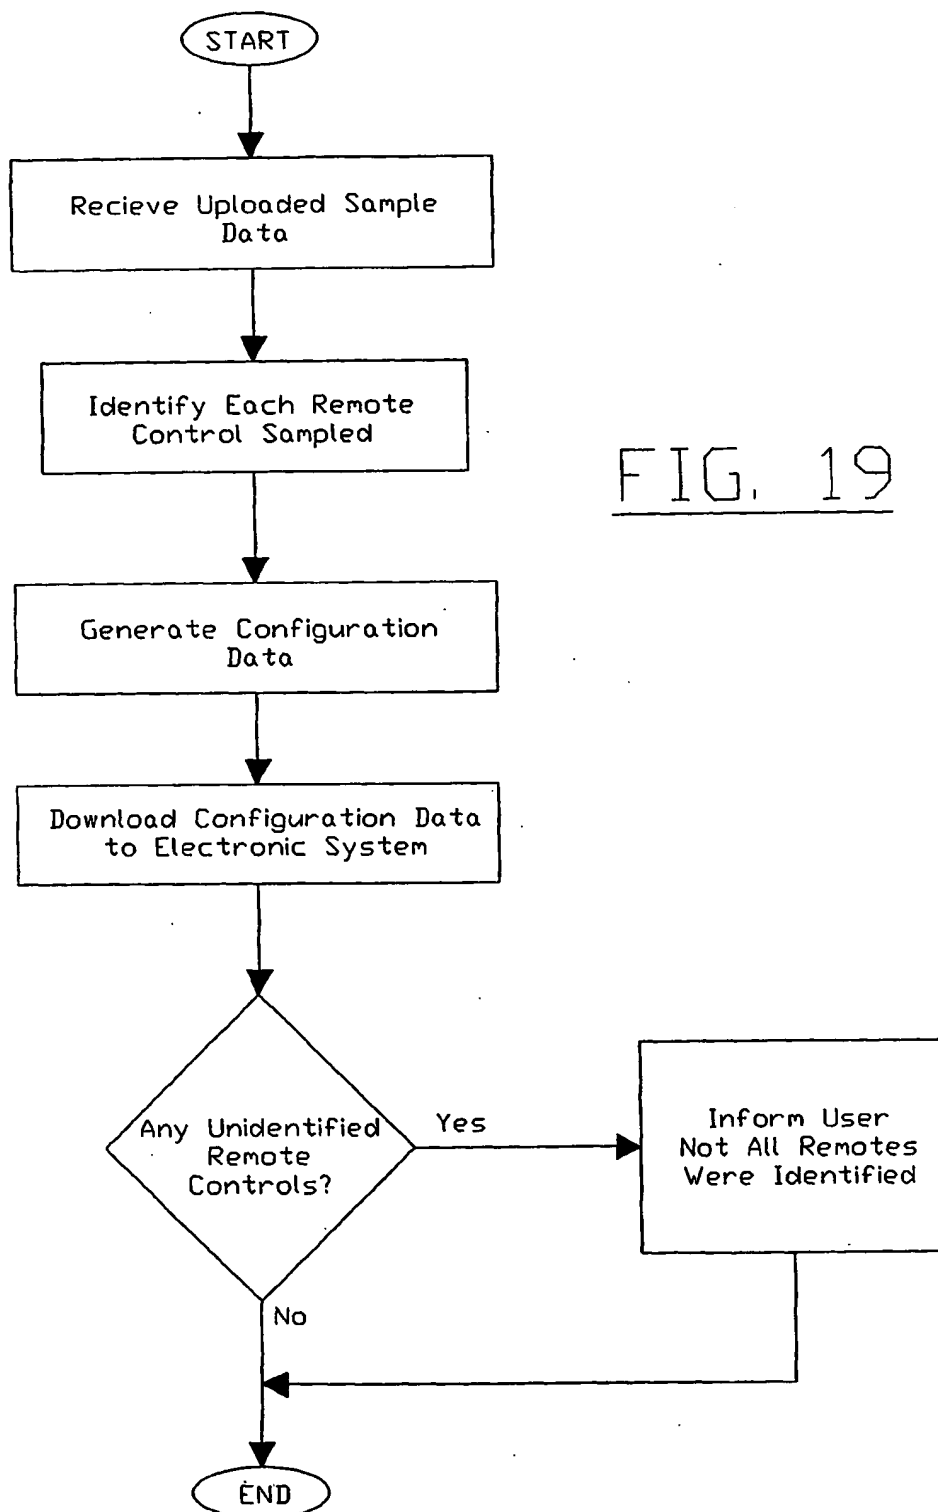 START
Recieve Uploaded Sample
Data
Identify Each Remote
Control Sampled
FIG. 19
Generate Configuration
Data
Download Configuration Data
to Electronic System
Any Unidentified
Remote
Controls?
Yes
Inform User
Not All Remotes
Were Identified
No
END